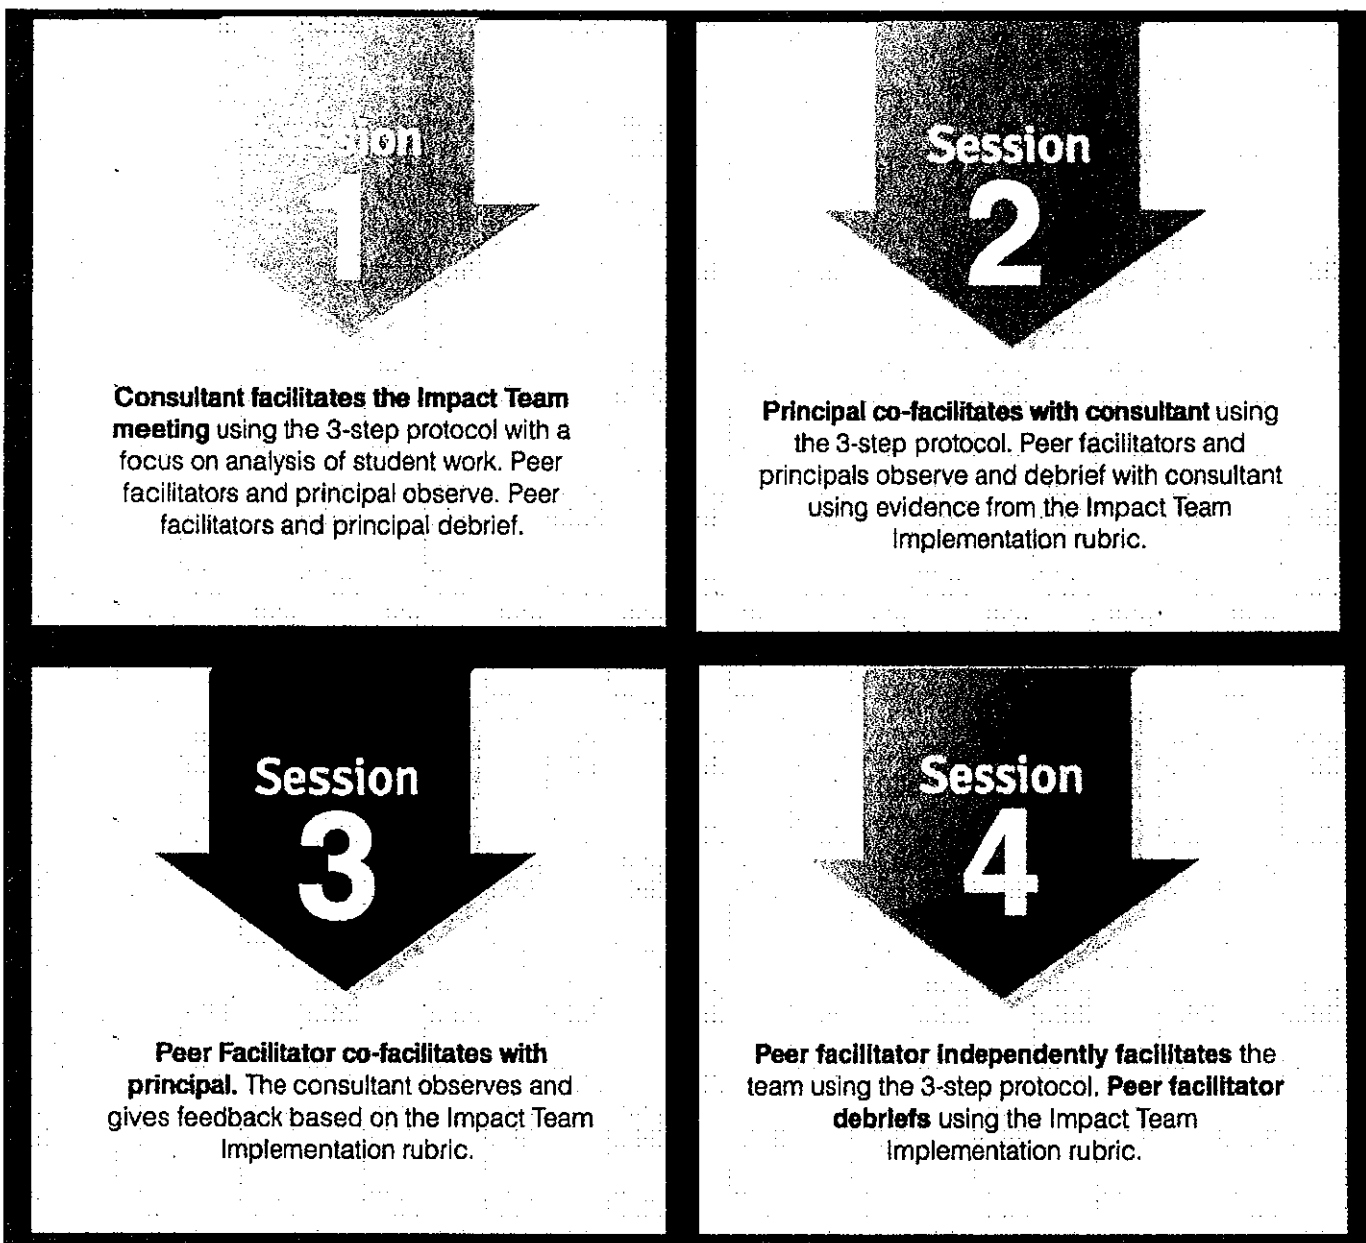 Session
1
Consultant facilitates the Impact Team
meeting using the 3-step protocol with a
focus on analysis of student work. Peer
facilitators and principal observe. Peer
facilitators and principal debrief.
Session
2
Principal co-facilitates with consultant using
the 3-step protocol. Peer facilitators and
principals observe and debrief with consultant
using evidence from the Impact Team
Implementation rubric.
Session
3
Peer Facilitator co-facilitates with
principal. The consultant observes and
gives feedback based on the Impact Team
Implementation rubric.
Session
4
Peer facilitator independently facilitates the
team using the 3-step protocol. Peer facilitator
debriefs using the Impact Team
Implementation rubric.